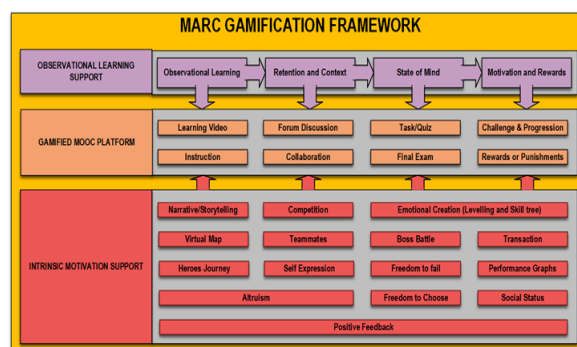 MARC GAMIFICATION FRAMEWORK
OBSERVATIONAL LEARNING
SUPPORT
Observational Learning
Retention and Context
State of Mind
Motivation and Rewards
GAMIFIED MOOC PLATFORM
Learning Video
Forum Discussion
Task/Quiz
Challenge & Progression
Instruction
Collaboration
Final Exam
Rewards or Punishments
INTRINSIC MOTIVATION SUPPORT
Narrative/Storytelling
Competition
Emotional Creation (Levelling and Skill tree)
Virtual Map
Teammates
Boss Battle
Transaction
Heroes Journey
Self Expression
Freedom to fail
Performance Graphs
Altruism
Freedom to Choose
Social Status
Positive Feedback